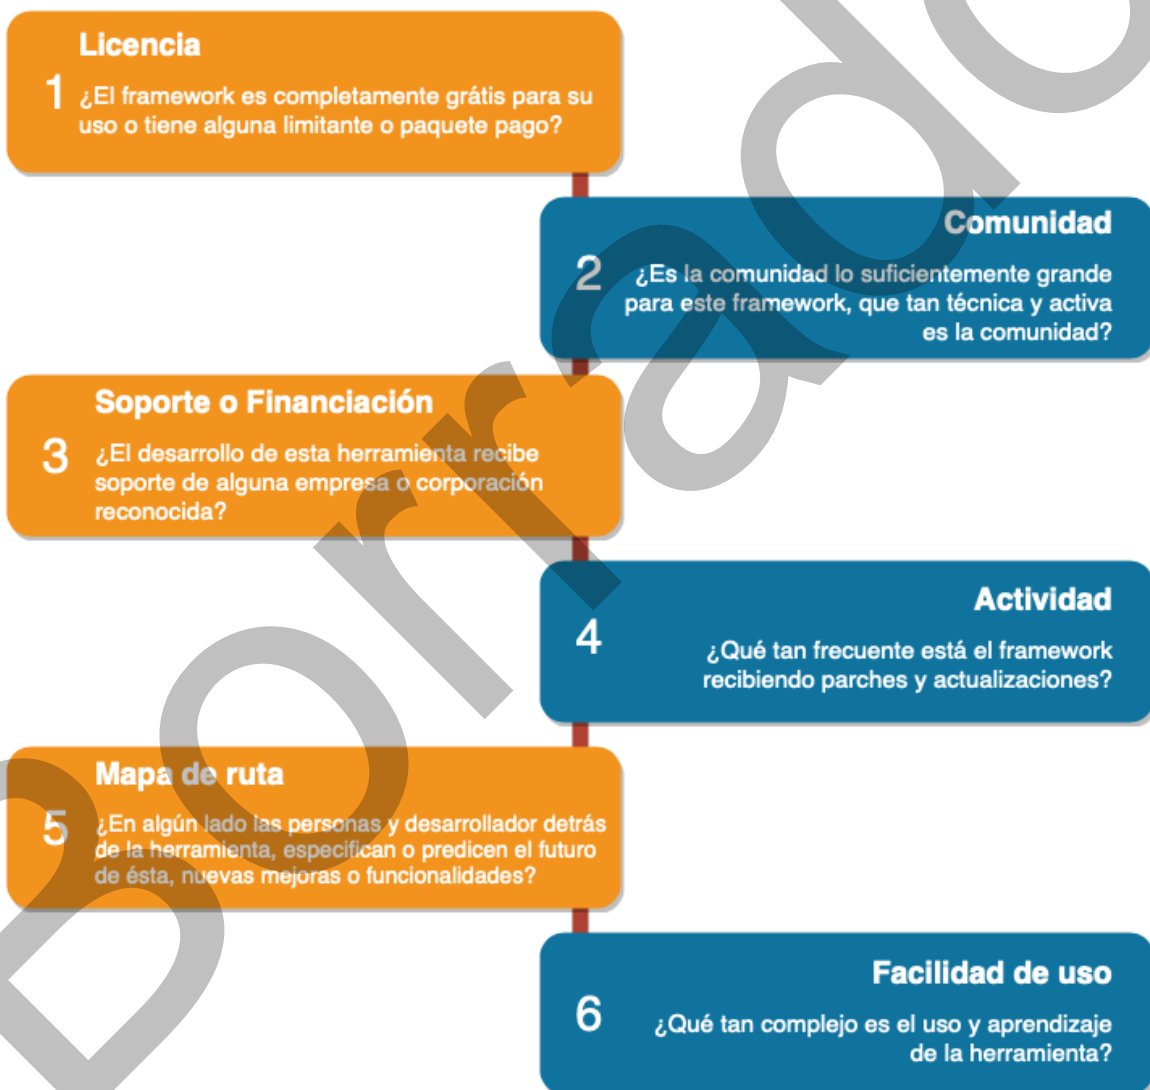 Licencia
1
¿El framework es completamente grátis para su
uso o tiene alguna limitante o paquete pago?
Comunidad
2
¿Es la comunidad lo suficientemente grande
para este framework, que tan técnica y activa
es la comunidad?
Soporte o Financiación
3
¿El desarrollo de esta herramienta recibe
soporte de alguna empresa o corporación
reconocida?
Actividad
4
¿Qué tan frecuente está el framework
recibiendo parches y actualizaciones?
Mapa de ruta
5
¿En algún lado las personas y desarrollador detrás
de la herramienta, especifican o predicen el futuro
de ésta, nuevas mejoras o funcionalidades?
Facilidad de uso
6
¿Qué tan complejo es el uso y aprendizaje
de la herramienta?
Borrado